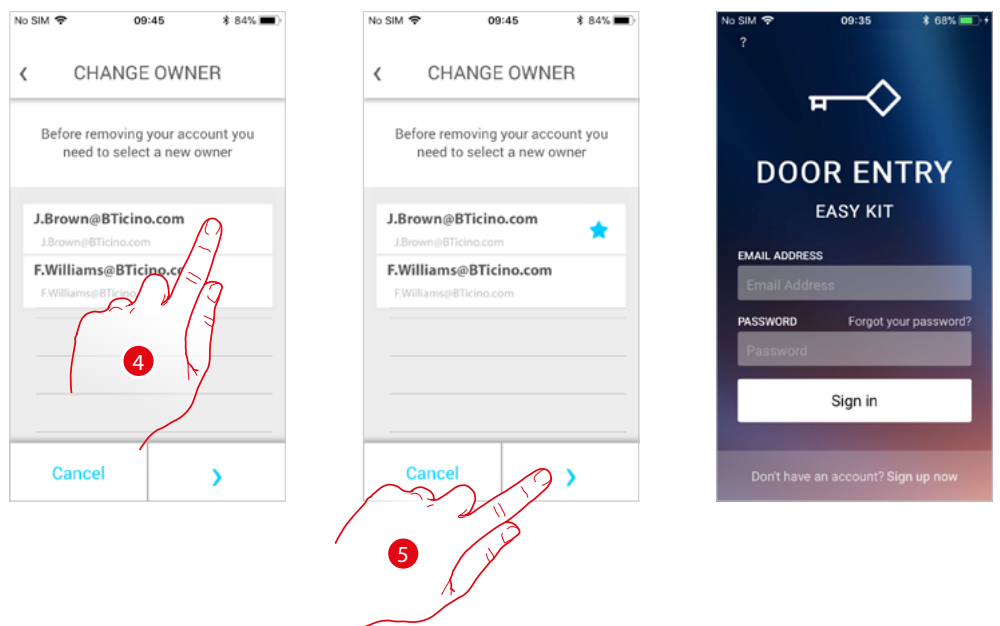 No SIM 09:45 84%
CHANGE OWNER
Before removing your account you
need to select a new owner
J.Brown@BTicino.com
J.Brown@BTicino.com
F.Williams@BTicino.co
F.Williams@BTicino
4
Cancel
No SIM 09:45 84%
CHANGE OWNER
Before removing your account you
need to select a new owner
J.Brown@BTicino.com
J.Brown@BTicino.com
F.Williams@BTicino.com
F.Williams@BTicino.com
Cancel
5
No SIM 09:35 68%
?
DOOR ENTRY
EASY KIT
EMAIL ADDRESS
Email Address
PASSWORD Forgot your password?
Password
Sign in
Don't have an account? Sign up now